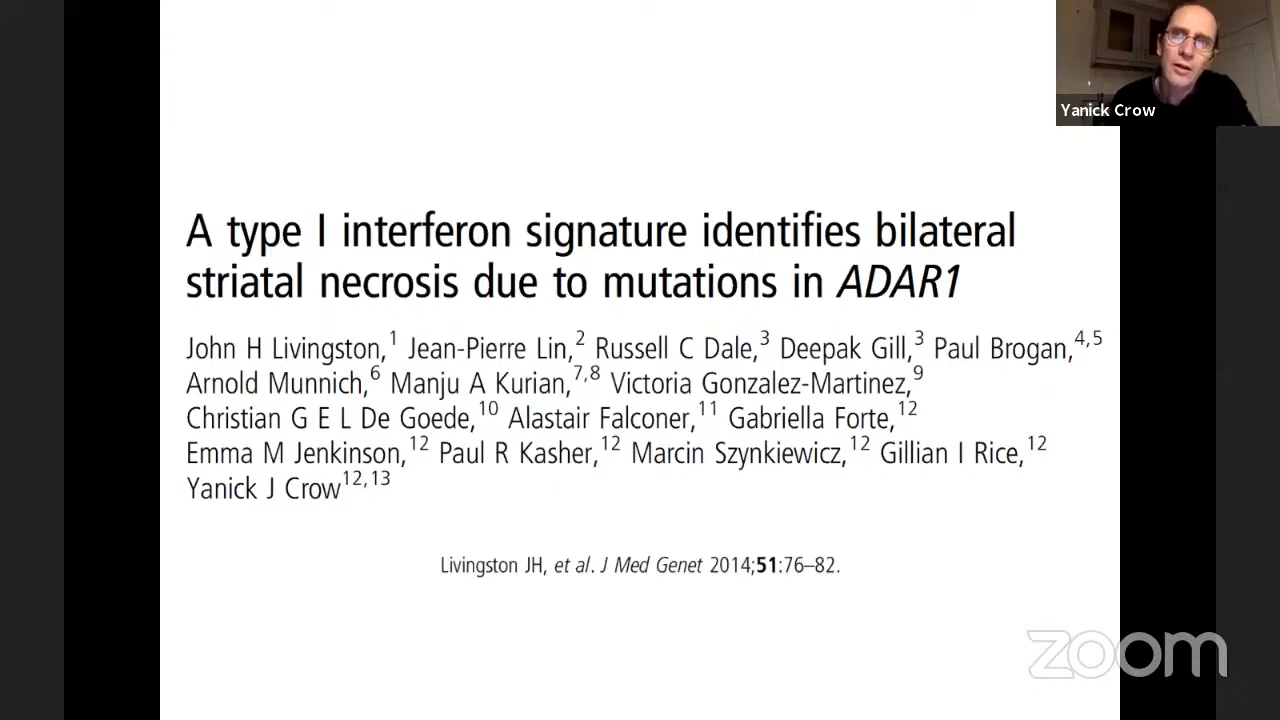 Yanick Crow
A type I interferon signature identifies bilateral
striatal necrosis due to mutations in ADAR1
John H Livingston,1 Jean-Pierre Lin,2 Russell C Dale,3 Deepak Gill,3 Paul Brogan,4,5
Arnold Munnich,6 Manju A Kurian,7,8 Victoria Gonzalez-Martinez,9
Christian G E L De Goede,10 Alastair Falconer,11 Gabriella Forte,12
Emma M Jenkinson,12 Paul R Kasher,12 Marcin Szynkiewicz,12 Gillian I Rice,12
Yanick J Crow12,13
Livingston JH, et al. J Med Genet 2014;51:76–82.
zoom